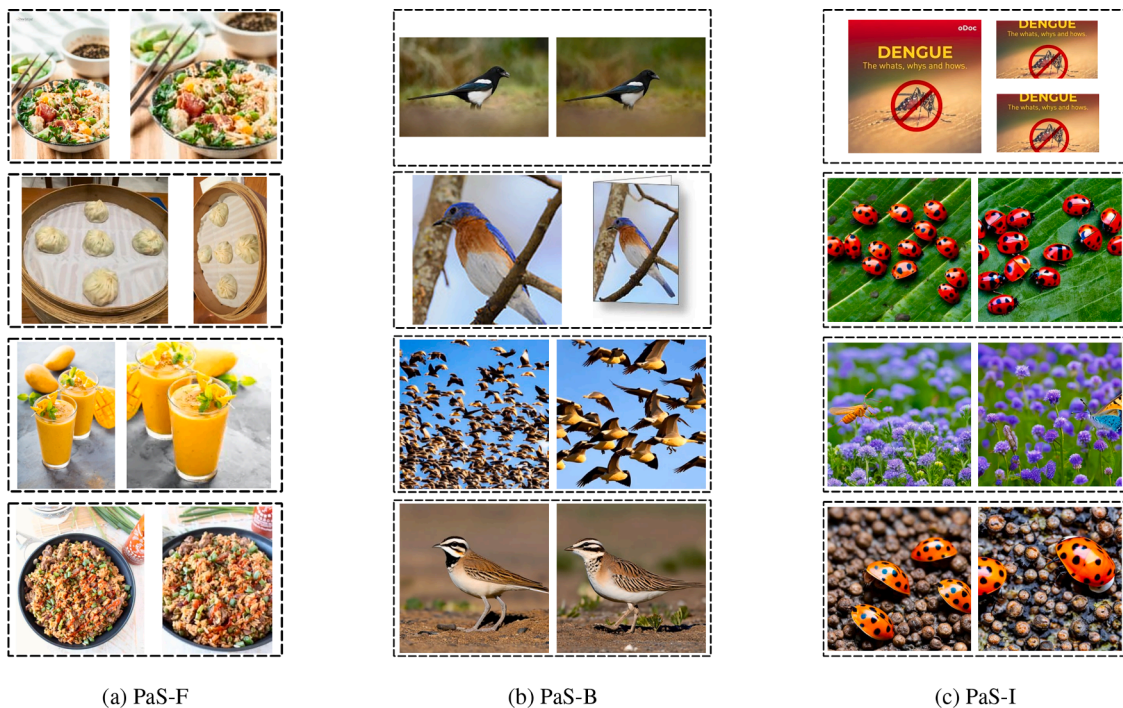 oDoc
DENGUE
The whats, whys and hows.
DENGUE
The whats, whys and hows.
DENGUE
The whats, whys and hows.
(a) PaS-F
(b) PaS-B
(c) PaS-I